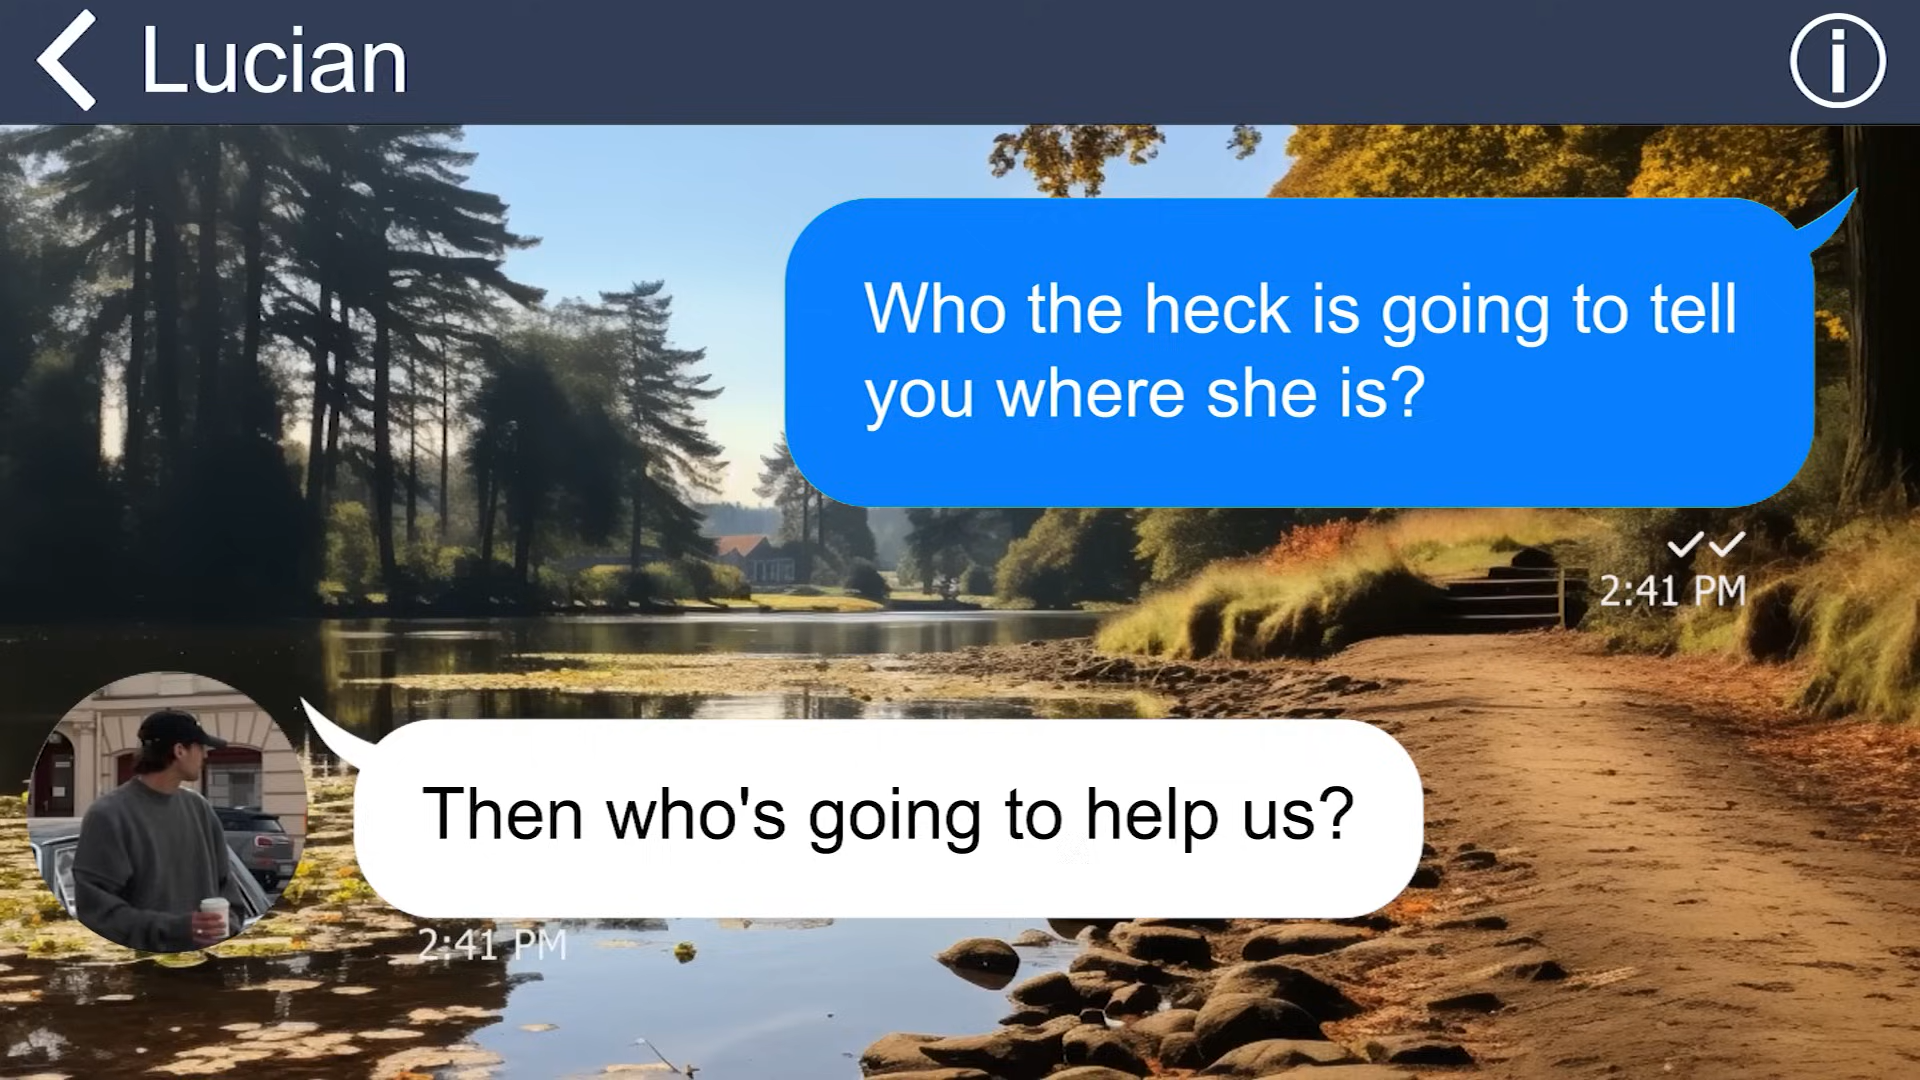 Lucian
Who the heck is going to tell
you where she is?
2:41 PM
Then who's going to help us?
2:41 PM